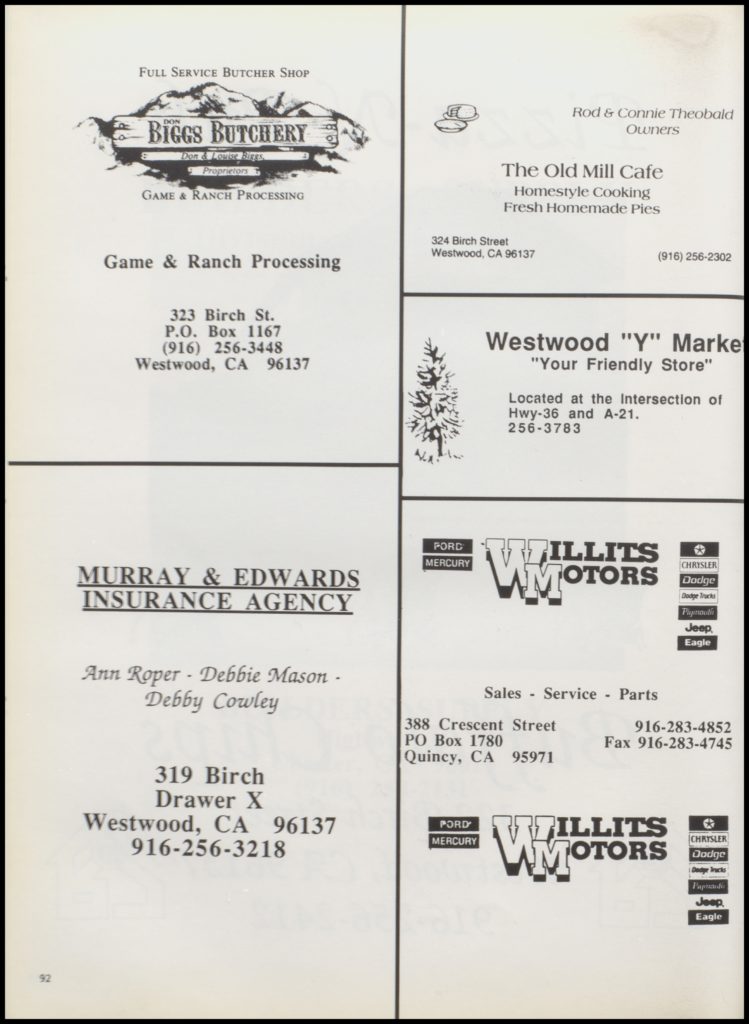 FULL SERVICE BUTCHER SHOP
DON
BIGGS BUTCHERY
Don & Louise Biggs,
Proprietors
GAME & RANCH PROCESSING
Game & Ranch Processing
323 Birch St.
P.O. Box 1167
(916) 256-3448
Westwood, CA 96137
MURRAY & EDWARDS
INSURANCE AGENCY
Ann Roper - Debbie Mason -
Debby Cowley
319 Birch
Drawer X
Westwood, CA 96137
916-256-3218
92
Rod & Connie Theobald
Owners
The Old Mill Cafe
Homestyle Cooking
Fresh Homemade Pies
324 Birch Street
Westwood, CA 96137
(916) 256-2302
Westwood "Y" Marke
"Your Friendly Store"
Located at the Intersection of
Hwy-36 and A-21.
256-3783
FORD
MERCURY
WILLITS
MOTORS
CHRYSLER
Dodge
Dodge Trucks
Plymouth
Jeep
Eagle
Sales - Service - Parts
388 Crescent Street 916-283-4852
PO Box 1780 Fax 916-283-4745
Quincy, CA 95971
FORD
MERCURY
WILLITS
MOTORS
CHRYSLER
Dodge
Dodge Trucks
Plymouth
Jeep
Eagle